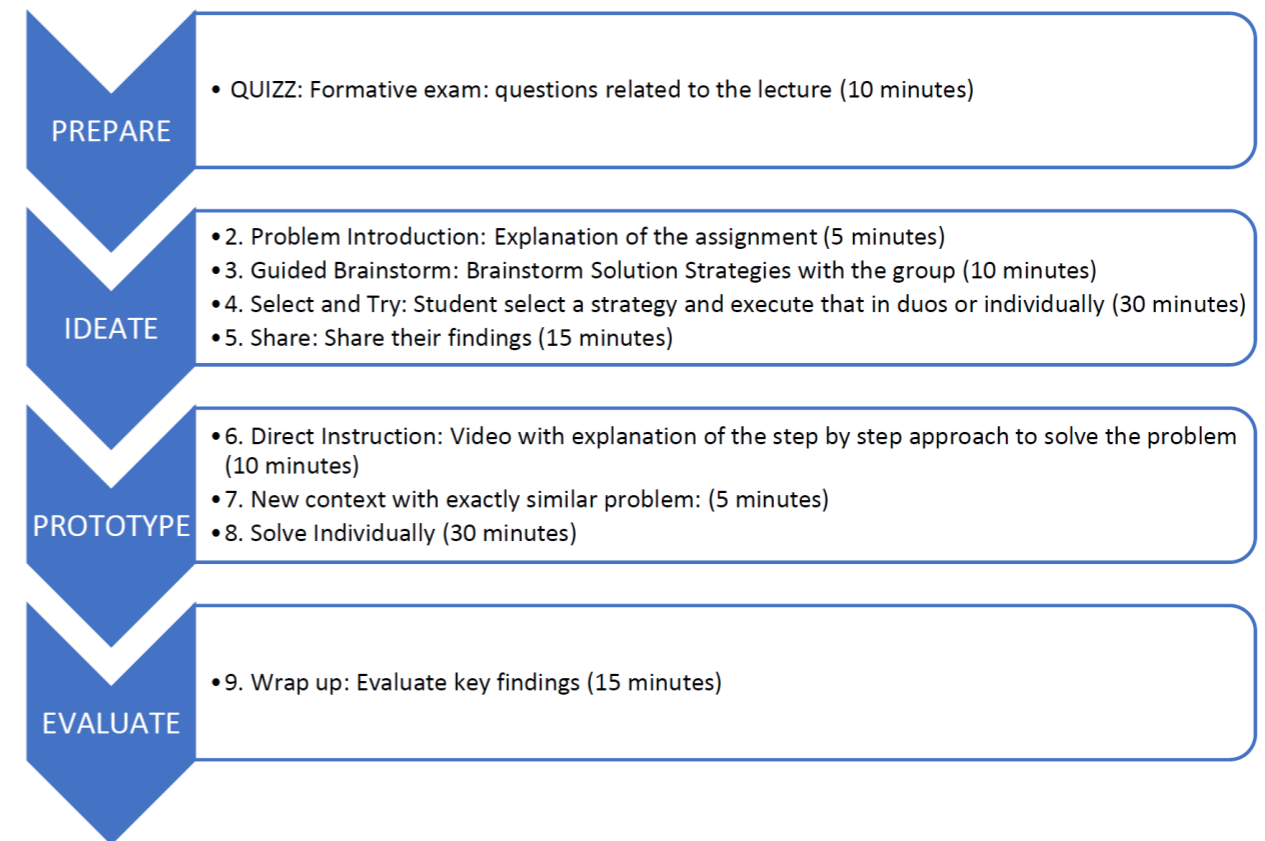 PREPARE
• QUIZZ: Formative exam: questions related to the lecture (10 minutes)
IDEATE
•2. Problem Introduction: Explanation of the assignment (5 minutes)
•3. Guided Brainstorm: Brainstorm Solution Strategies with the group (10 minutes)
•4. Select and Try: Student select a strategy and execute that in duos or individually (30 minutes)
•5. Share: Share their findings (15 minutes)
PROTOTYPE
•6. Direct Instruction: Video with explanation of the step by step approach to solve the problem
(10 minutes)
•7. New context with exactly similar problem: (5 minutes)
•8. Solve Individually (30 minutes)
EVALUATE
•9. Wrap up: Evaluate key findings (15 minutes)